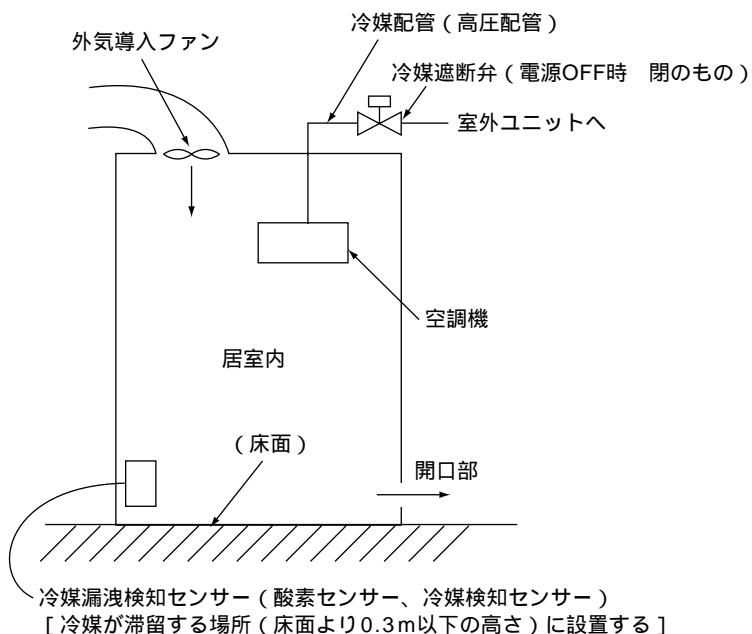 冷媒配管（高圧配管）
外気導入ファン
冷媒遮断弁（電源OFF時　閉のもの）
室外ユニットへ
空調機
居室内
（床面）
開口部
冷媒漏洩検知センサー（酸素センサー、冷媒検知センサー）
［冷媒が滞留する場所（床面より0.3m以下の高さ）に設置する］